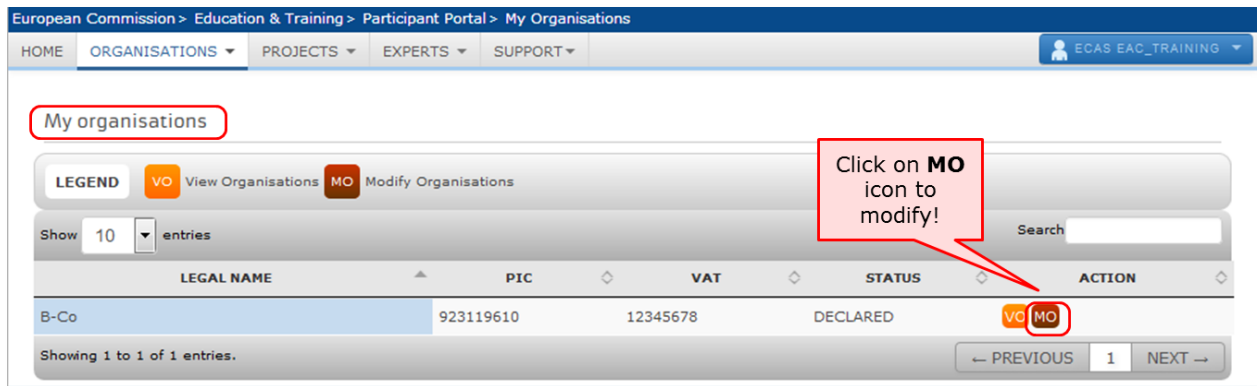 European Commission > Education & Training > Participant Portal > My Organisations
HOME ORGANISATIONS PROJECTS EXPERTS SUPPORT ECAS EAC_TRAINING
My organisations
Click on MO
icon to
modify!
LEGEND VO View Organisations MO Modify Organisations
Show 10 entries Search
LEGAL NAME PIC VAT STATUS ACTION
B-Co 923119610 12345678 DECLARED VO MO
Showing 1 to 1 of 1 entries. ← PREVIOUS 1 NEXT →